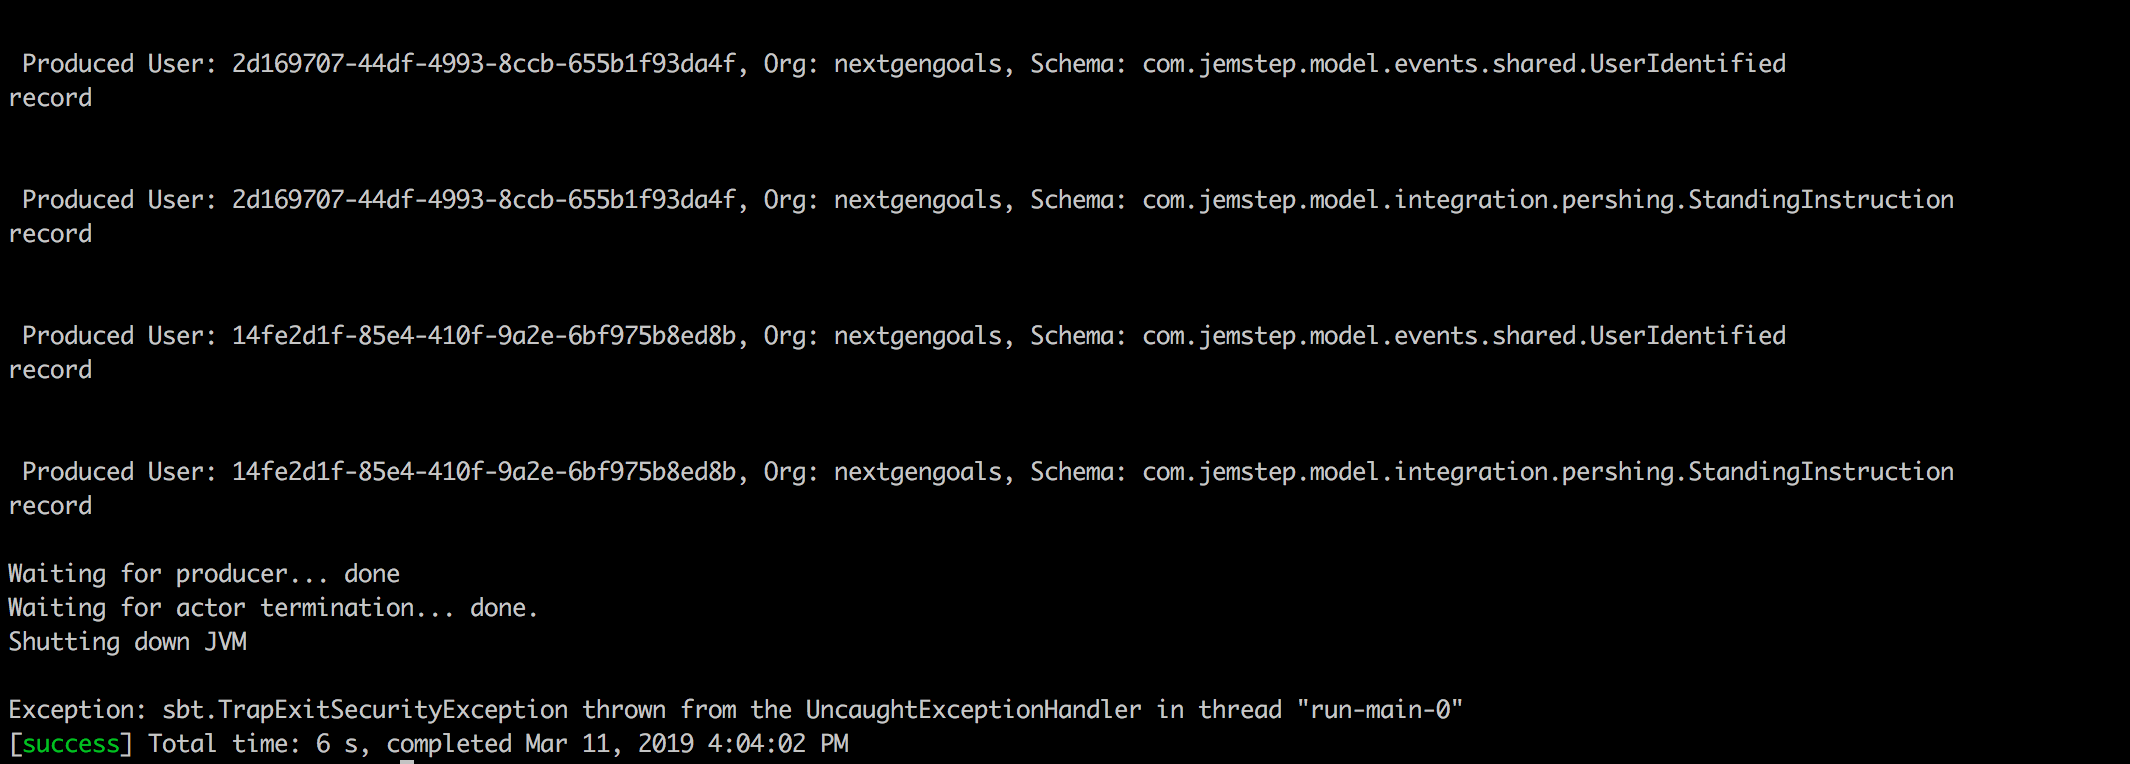 Produced User: 2d169707-44df-4993-8ccb-655b1f93da4f, Org: nextgengoals, Schema: com.jemstep.model.events.shared.UserIdentified
record
Produced User: 2d169707-44df-4993-8ccb-655b1f93da4f, Org: nextgengoals, Schema: com.jemstep.model.integration.pershing.StandingInstruction
record
Produced User: 14fe2d1f-85e4-410f-9a2e-6bf975b8ed8b, Org: nextgengoals, Schema: com.jemstep.model.events.shared.UserIdentified
record
Produced User: 14fe2d1f-85e4-410f-9a2e-6bf975b8ed8b, Org: nextgengoals, Schema: com.jemstep.model.integration.pershing.StandingInstruction
record
Waiting for producer... done
Waiting for actor termination... done.
Shutting down JVM
Exception: sbt.TrapExitSecurityException thrown from the UncaughtExceptionHandler in thread "run-main-0"
[success] Total time: 6 s, completed Mar 11, 2019 4:04:02 PM